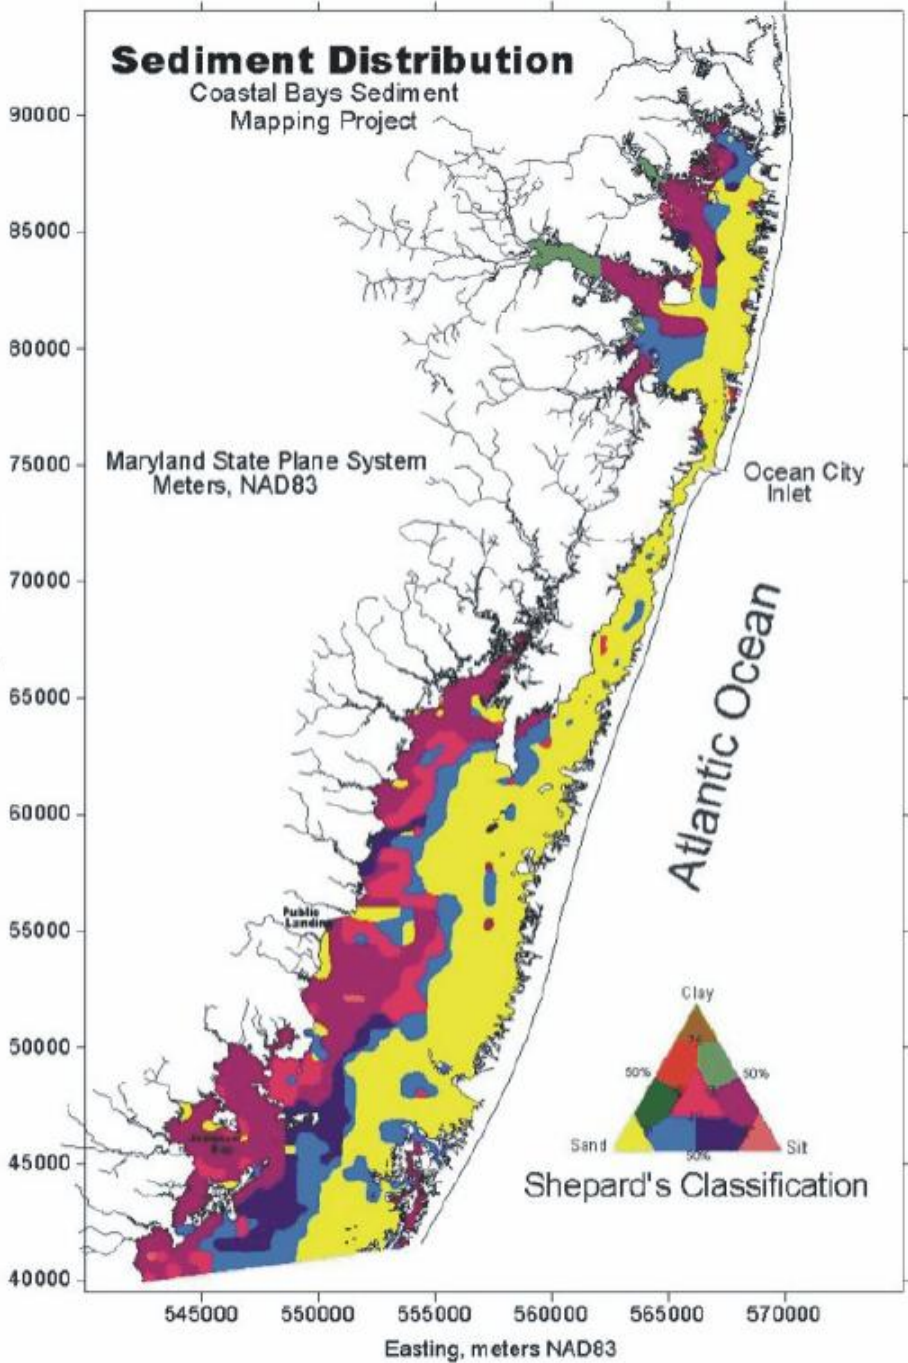 Sediment Distribution
Coastal Bays Sediment
Mapping Project
90000
85000
80000
Maryland State Plane System
Meters, NAD83
75000
Ocean City
Inlet
70000
Atlantic Ocean
65000
60000
Public
Landing
55000
50000
45000
40000
Clay
50%
50%
Sand
50%
Silt
Shepard's Classification
545000 550000 555000 560000 565000 570000
Easting, meters NAD83